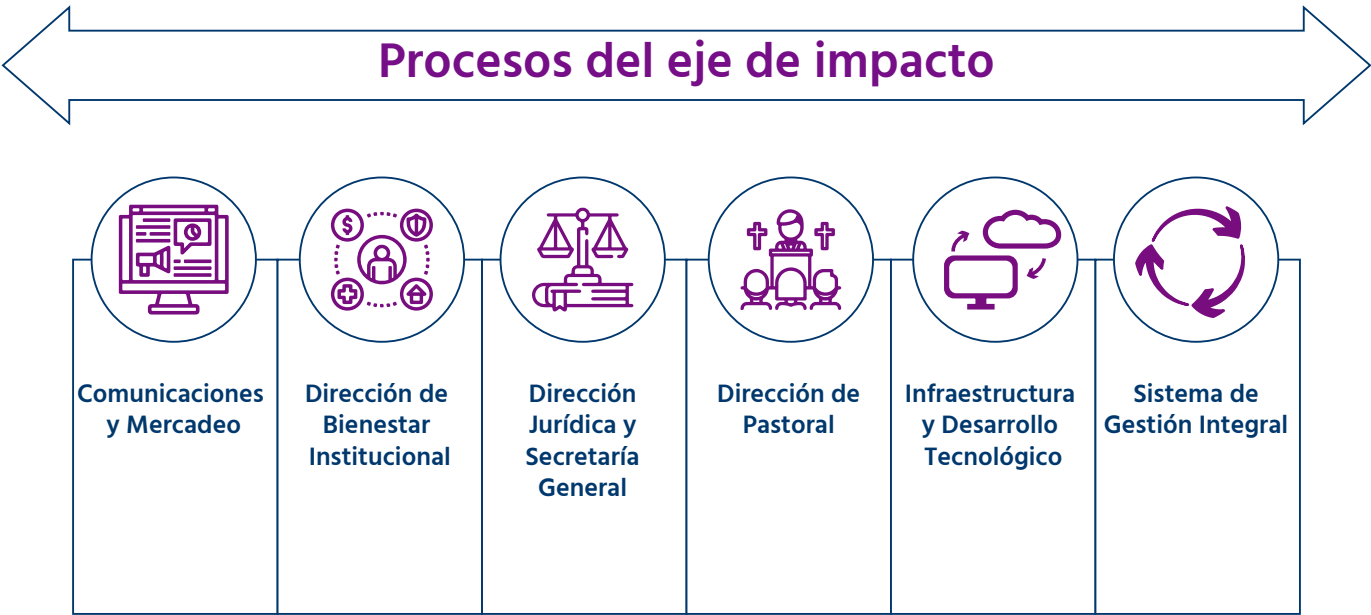 Procesos del eje de impacto
Comunicaciones
y Mercadeo
Dirección de
Bienestar
Institucional
Dirección
Jurídica y
Secretaría
General
Dirección de
Pastoral
Infraestructura
y Desarrollo
Tecnológico
Sistema de
Gestión Integral